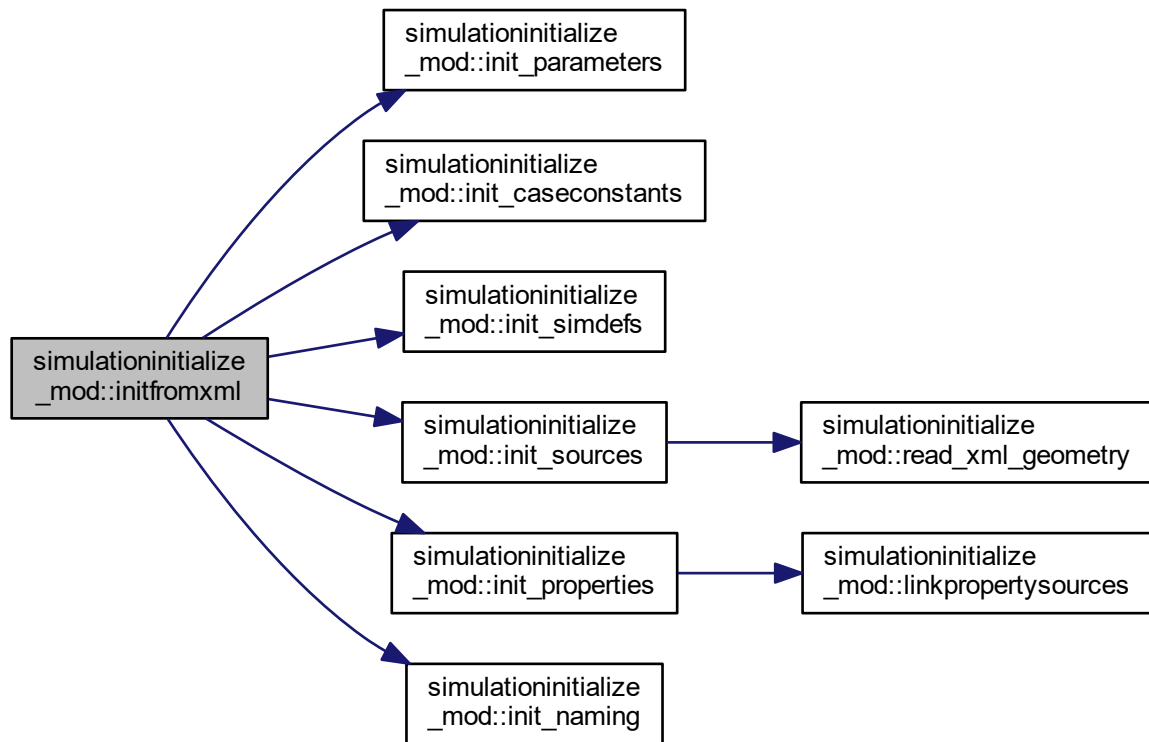 simulationinitialize
_mod::initfromxml
simulationinitialize
_mod::init_parameters
simulationinitialize
_mod::init_caseconstants
simulationinitialize
_mod::init_simdefs
simulationinitialize
_mod::init_sources
simulationinitialize
_mod::read_xml_geometry
simulationinitialize
_mod::init_properties
simulationinitialize
_mod::linkpropertysources
simulationinitialize
_mod::init_naming